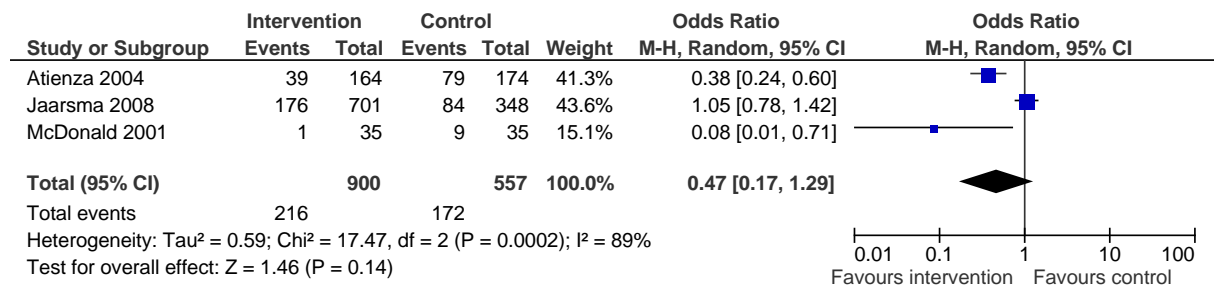 Intervention Control Odds Ratio Odds Ratio
Study or Subgroup Events Total Events Total Weight M-H, Random, 95% CI M-H, Random, 95% CI
Atienza 2004 39 164 79 174 41.3% 0.38 [0.24, 0.60]
Jaarsma 2008 176 701 84 348 43.6% 1.05 [0.78, 1.42]
McDonald 2001 1 35 9 35 15.1% 0.08 [0.01, 0.71]
Total (95% CI) 900 557 100.0% 0.47 [0.17, 1.29]
Total events 216 172
Heterogeneity: Tau² = 0.59; Chi² = 17.47, df = 2 (P = 0.0002); I² = 89%
Test for overall effect: Z = 1.46 (P = 0.14)
0.01 0.1 1 10 100
Favours intervention Favours control